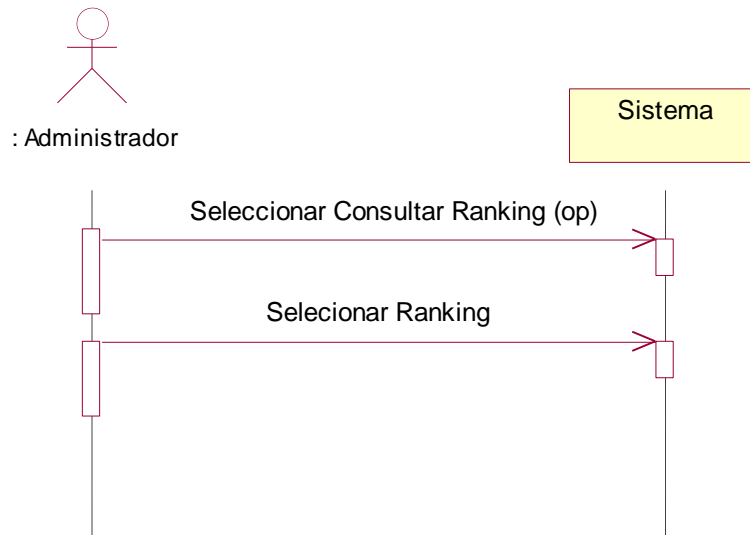 : Administrador
Sistema
Seleccionar Consultar Ranking (op)
Selecionar Ranking